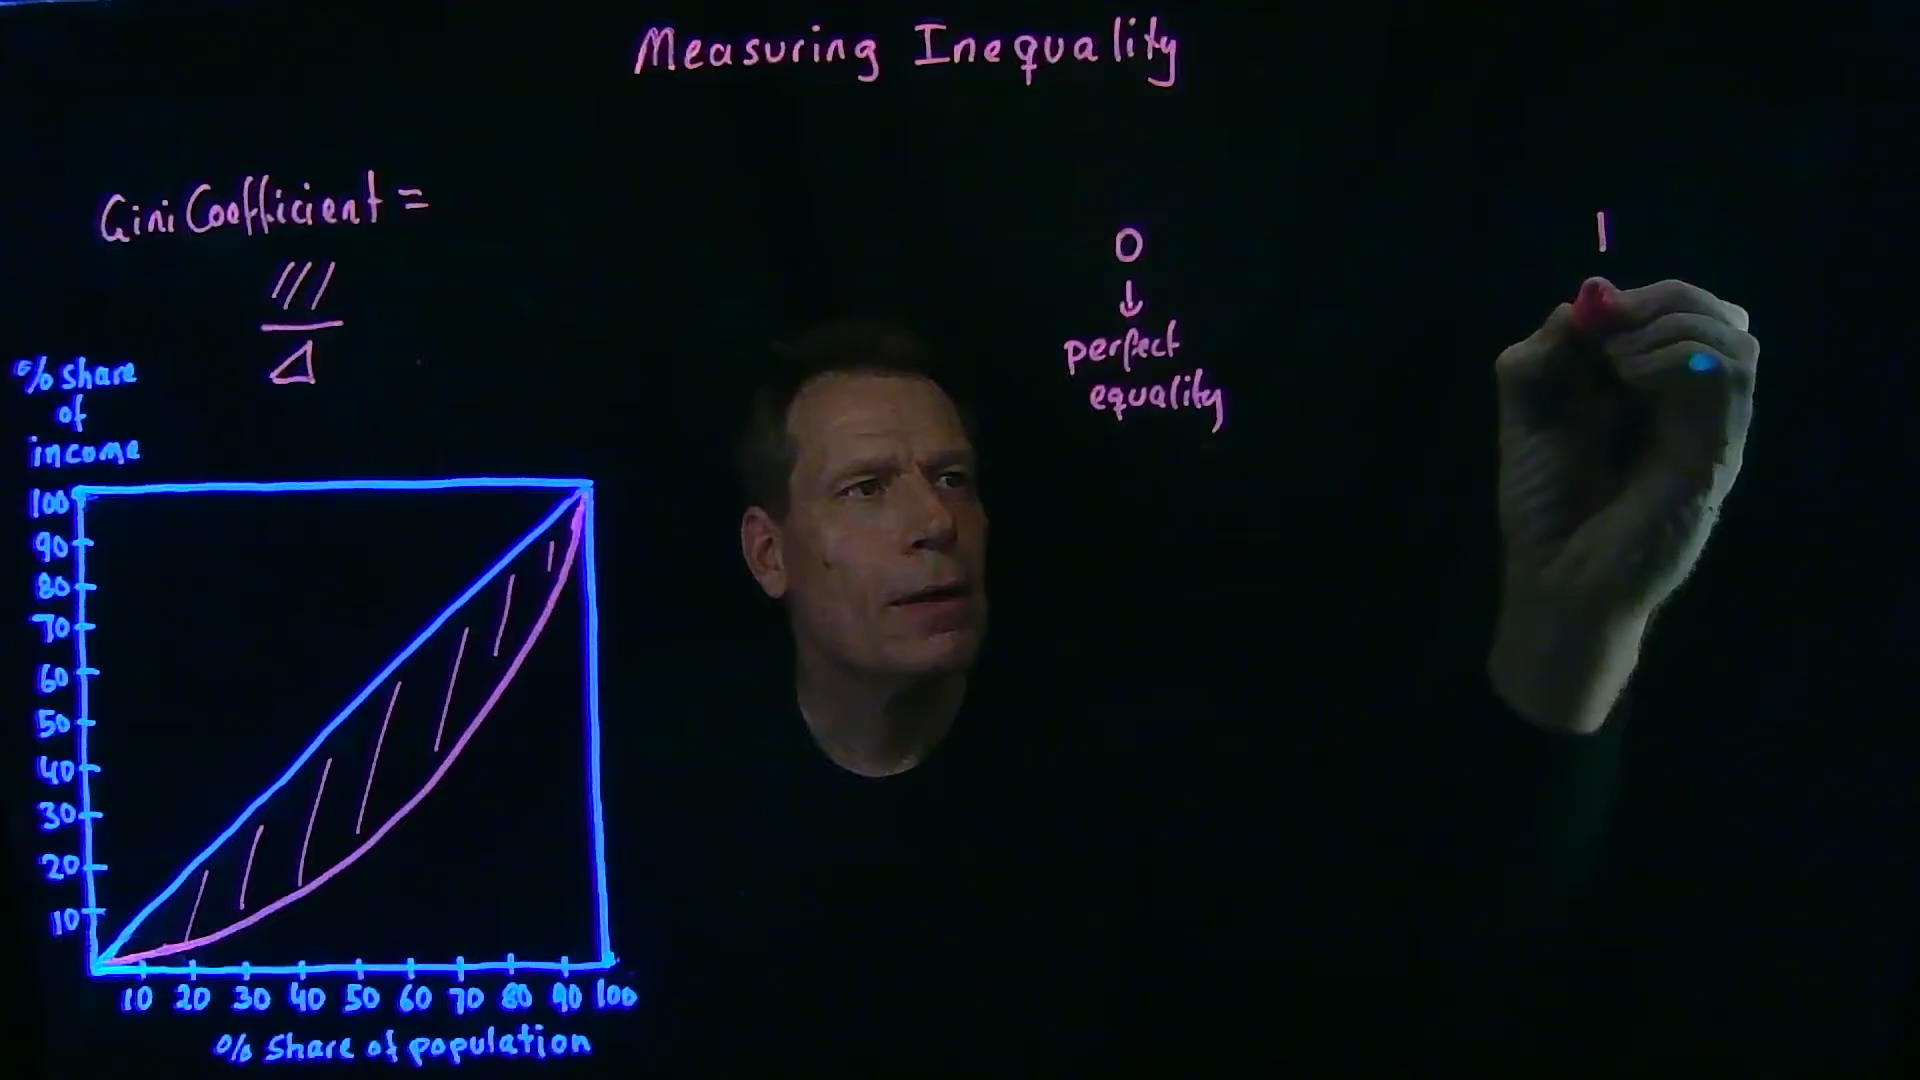 Measuring Inequality
Gini Coefficient =
0
1
perfect
equality
% share
of
income
100
90
80
70
60
50
40
30
20
10
10 20 30 40 50 60 70 80 90 100
% Share of population